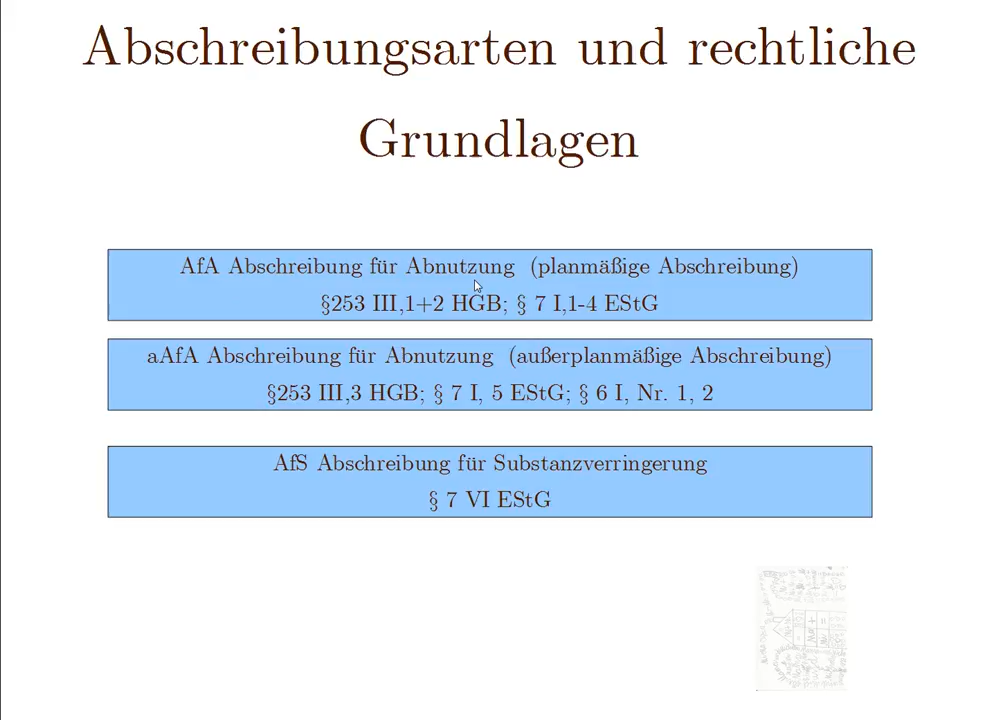 Abschreibungsarten und rechtliche
Grundlagen
AfA Abschreibung für Abnutzung (planmäßige Abschreibung)
§253 III,1+2 HGB; § 7 I,1-4 EStG
aAfA Abschreibung für Abnutzung (außerplanmäßige Abschreibung)
§253 III,3 HGB; § 7 I, 5 EStG; § 6 I, Nr. 1, 2
AfS Abschreibung für Substanzverringerung
§ 7 VI EStG